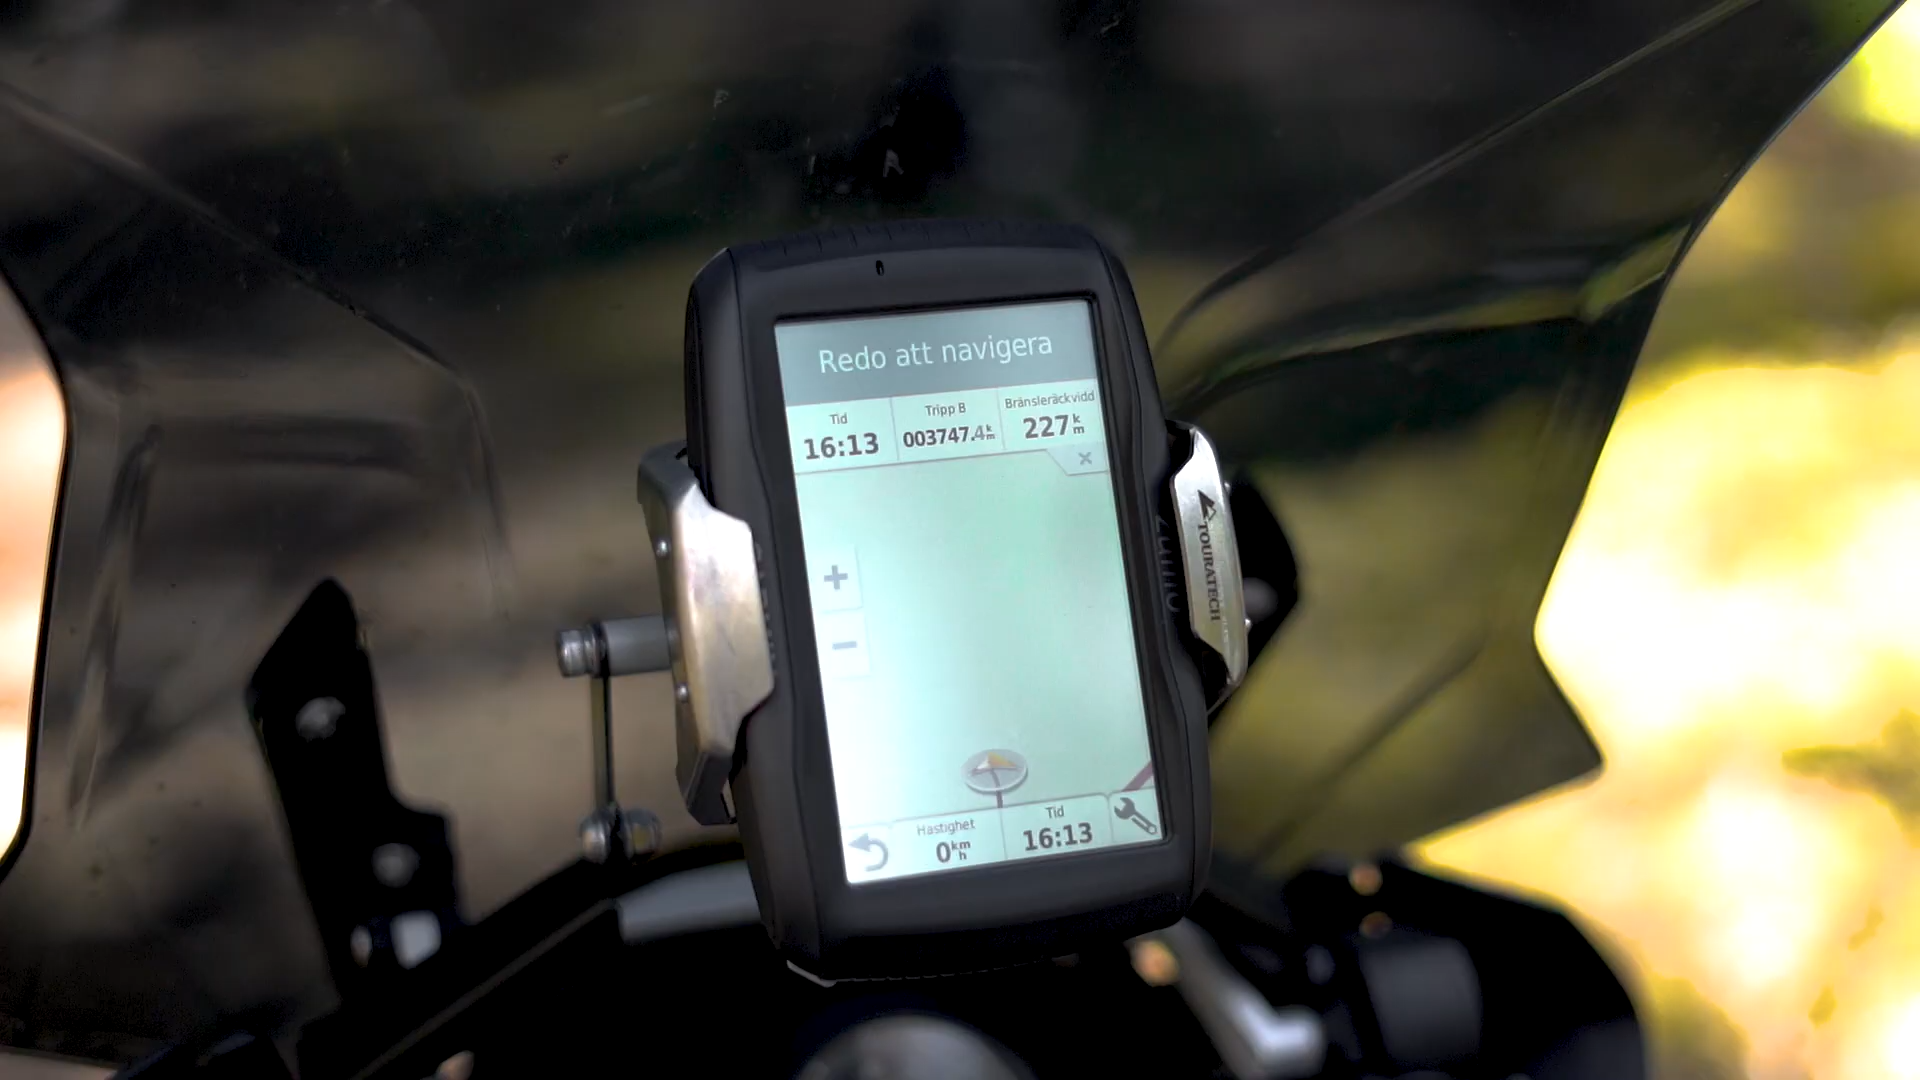 Redo att navigera
Tid
16:13
Tripp B
003747.4 km
Bränsleräckvidd
227 km
×
+
−
Hastighet
0 km/h
Tid
16:13
TOURATECH